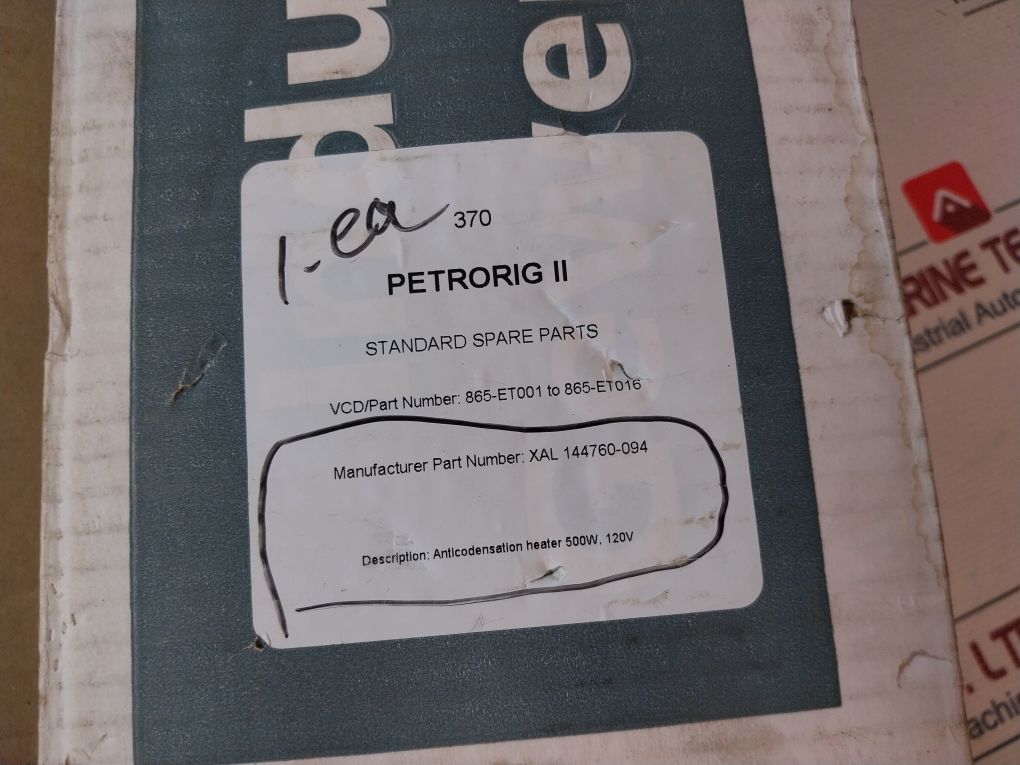 1.ea 370
PETRORIG II
STANDARD SPARE PARTS
VCD/Part Number: 865-ET001 to 865-ET016
Manufacturer Part Number: XAL 144760-094
Description: Anticodensation heater 500W, 120V
RINE TE
strial Auto
. LT
achin